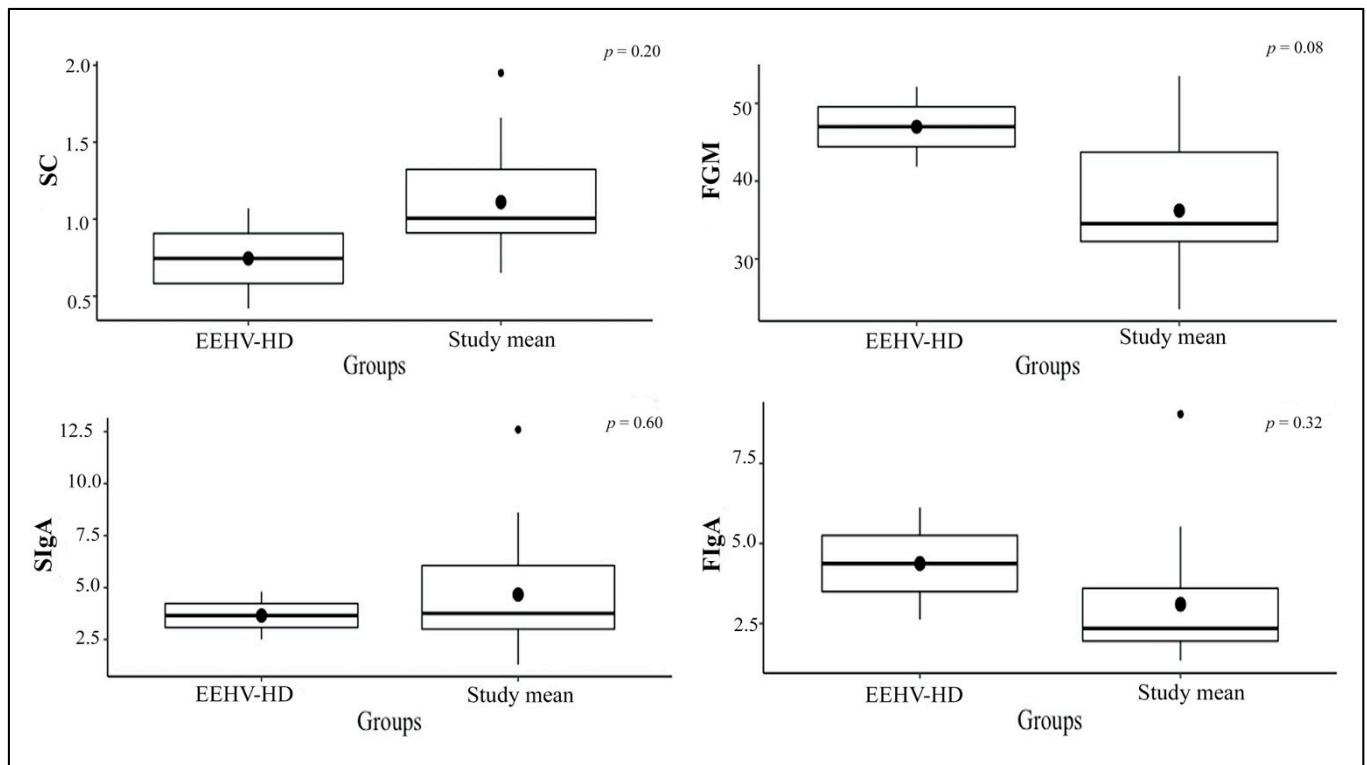 p = 0.20
2.0
1.5
1.0
0.5
SC
EEHV-HD Study mean
Groups
p = 0.08
50
40
30
FGM
EEHV-HD Study mean
Groups
p = 0.60
12.5
10.0
7.5
5.0
2.5
SIgA
EEHV-HD Study mean
Groups
p = 0.32
7.5
5.0
2.5
FIgA
EEHV-HD Study mean
Groups